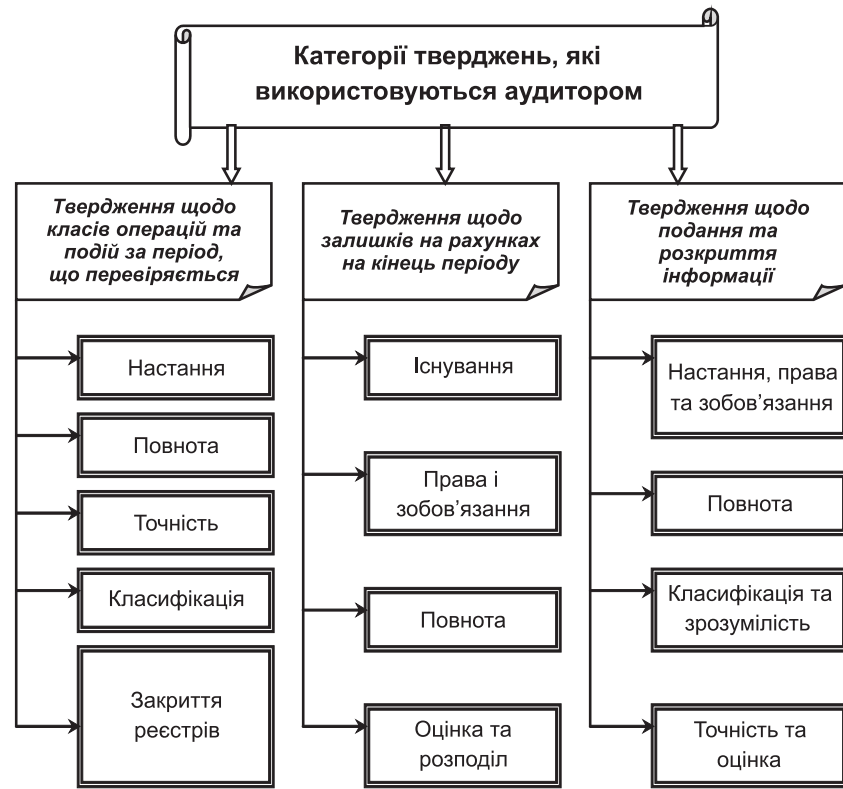 Категорії тверджень, які
використовуються аудитором
Твердження щодо
класів операцій та
подій за період,
що перевіряється
Настання
Повнота
Точність
Класифікація
Закриття
реєстрів
Твердження щодо
залишків на рахунках
на кінець періоду
Існування
Права і
зобов’язання
Повнота
Оцінка та
розподіл
Твердження щодо
подання та
розкриття
інформації
Настання, права
та зобов’язання
Повнота
Класифікація та
зрозумілість
Точність та
оцінка